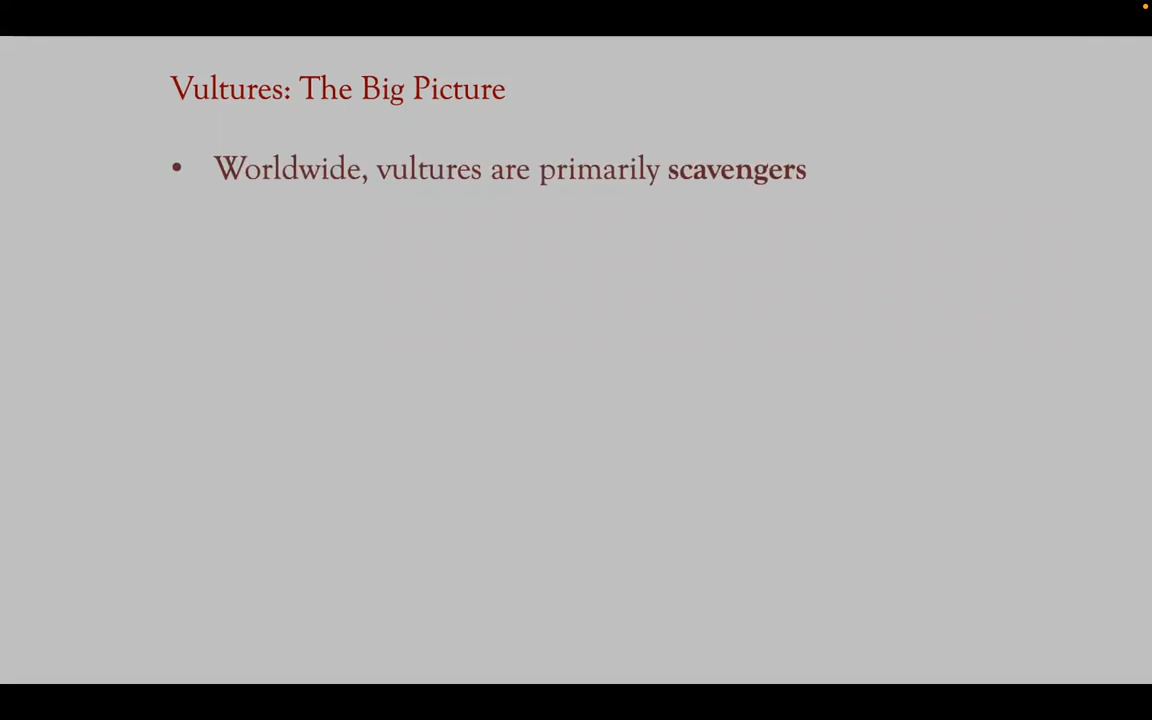 Vultures: The Big Picture
• Worldwide, vultures are primarily scavengers